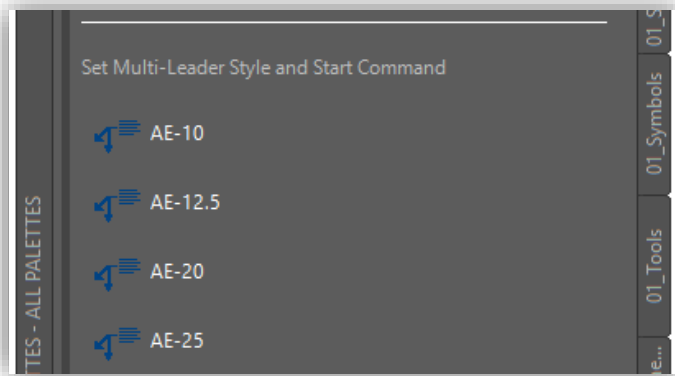 Set Multi-Leader Style and Start Command
AE-10
AE-12.5
AE-20
AE-25
TES - ALL PALETTES
01_S
01_Symbols
01_Tools
e...